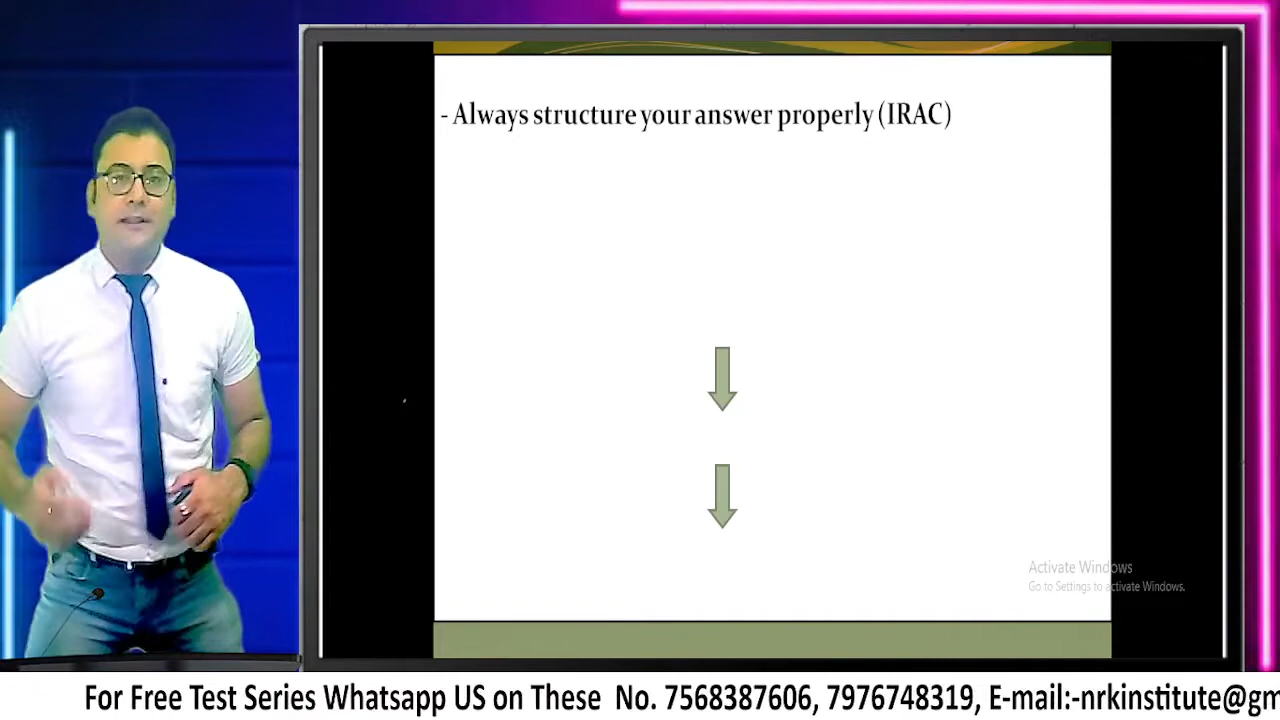 - Always structure your answer properly (IRAC)
Activate Windows
Go to Settings to activate Windows.
For Free Test Series Whatsapp US on These No. 7568387606, 7976748319, E-mail:-nrkinstitute@gm